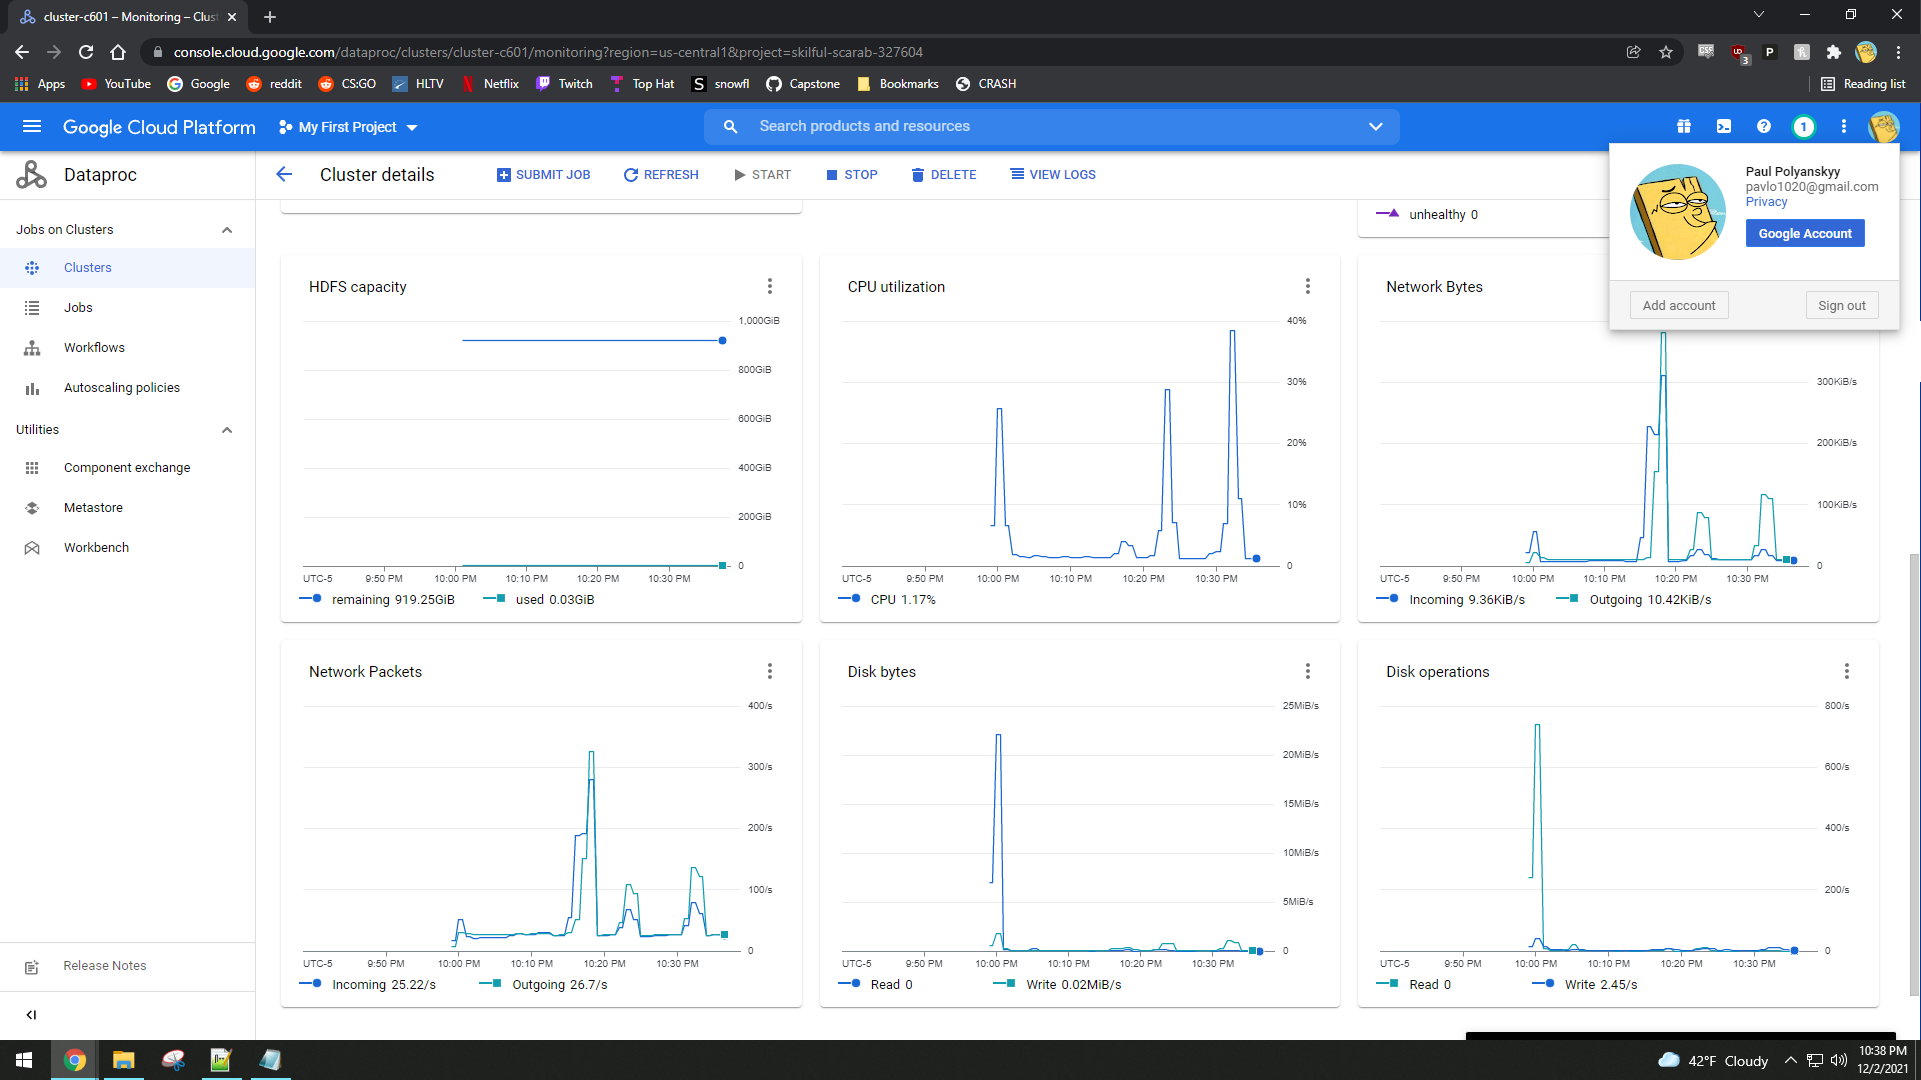 cluster-c601 – Monitoring – Clus
console.cloud.google.com/dataproc/clusters/cluster-c601/monitoring?region=us-central1&project=skilful-scarab-327604
3
P
Apps YouTube Google reddit CS:GO HLTV Netflix Twitch Top Hat snowfl Capstone Bookmarks CRASH Reading list
Google Cloud Platform My First Project Search products and resources 1
Dataproc
Cluster details SUBMIT JOB REFRESH START STOP DELETE VIEW LOGS
Paul Polyanskyy
pavlo1020@gmail.com
Privacy
Google Account
Add account Sign out
Jobs on Clusters
Clusters
Jobs
Workflows
Autoscaling policies
Utilities
Component exchange
Metastore
Workbench
Release Notes
unhealthy 0
HDFS capacity
1,000GiB
800GiB
600GiB
400GiB
200GiB
0
UTC-5 9:50 PM 10:00 PM 10:10 PM 10:20 PM 10:30 PM
remaining 919.25GiB used 0.03GiB
CPU utilization
40%
30%
20%
10%
0
UTC-5 9:50 PM 10:00 PM 10:10 PM 10:20 PM 10:30 PM
CPU 1.17%
Network Bytes
300KiB/s
200KiB/s
100KiB/s
0
UTC-5 9:50 PM 10:00 PM 10:10 PM 10:20 PM 10:30 PM
Incoming 9.36KiB/s Outgoing 10.42KiB/s
Network Packets
400/s
300/s
200/s
100/s
0
UTC-5 9:50 PM 10:00 PM 10:10 PM 10:20 PM 10:30 PM
Incoming 25.22/s Outgoing 26.7/s
Disk bytes
25MiB/s
20MiB/s
15MiB/s
10MiB/s
5MiB/s
0
UTC-5 9:50 PM 10:00 PM 10:10 PM 10:20 PM 10:30 PM
Read 0 Write 0.02MiB/s
Disk operations
800/s
600/s
400/s
200/s
0
UTC-5 9:50 PM 10:00 PM 10:10 PM 10:20 PM 10:30 PM
Read 0 Write 2.45/s
42°F Cloudy
10:38 PM
12/2/2021